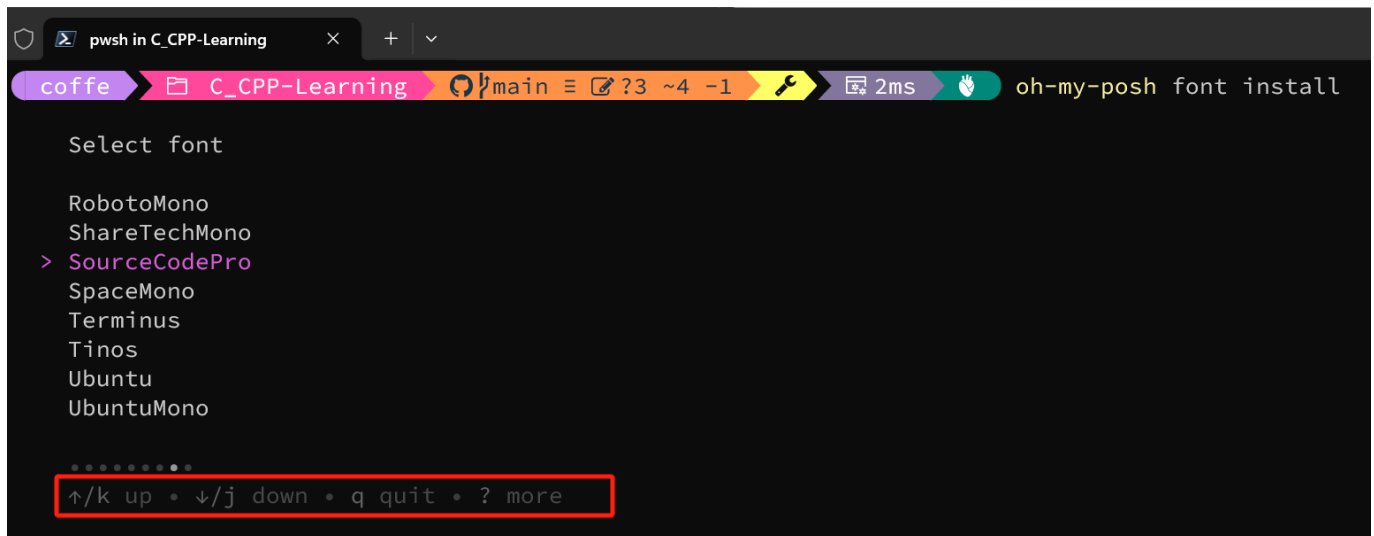 pwsh in C_CPP-Learning
coffe C_CPP-Learning main ≡ ?3 ~4 -1 2ms oh-my-posh font install
Select font
RobotoMono
ShareTechMono
> SourceCodePro
SpaceMono
Terminus
Tinos
Ubuntu
UbuntuMono
↑/k up • ↓/j down • q quit • ? more